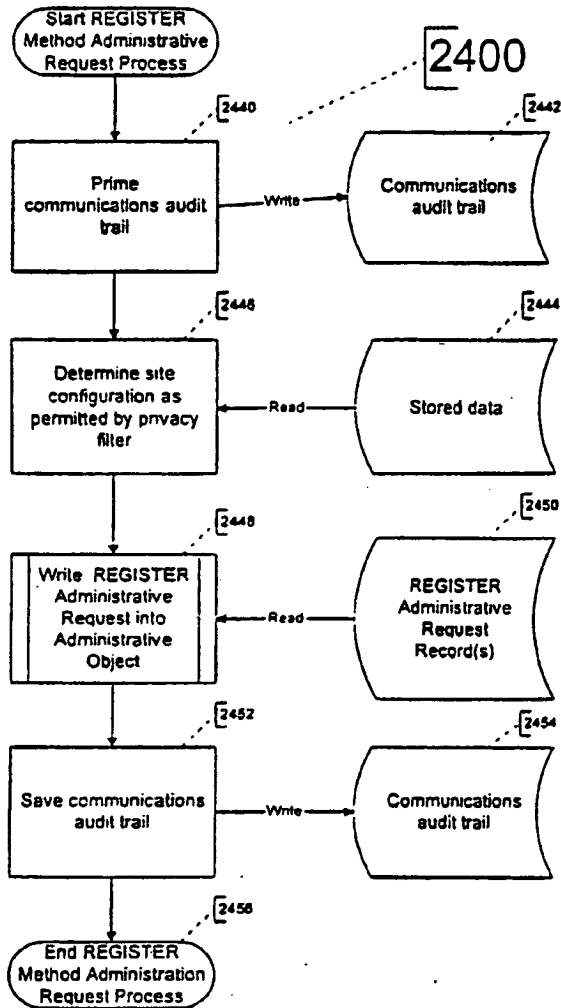 Start REGISTER
Method Administrative
Request Process
2400
2440
2442
Prime
communications audit
trail
Write
Communications
audit trail
2446
2444
Determine site
configuration as
permitted by privacy
filter
Read
Stored data
2448
2450
Write REGISTER
Administrative
Request into
Administrative
Object
Read
REGISTER
Administrative
Request
Record(s)
2452
2454
Save communications
audit trail
Write
Communications
audit trail
2456
End REGISTER
Method Administration
Request Process